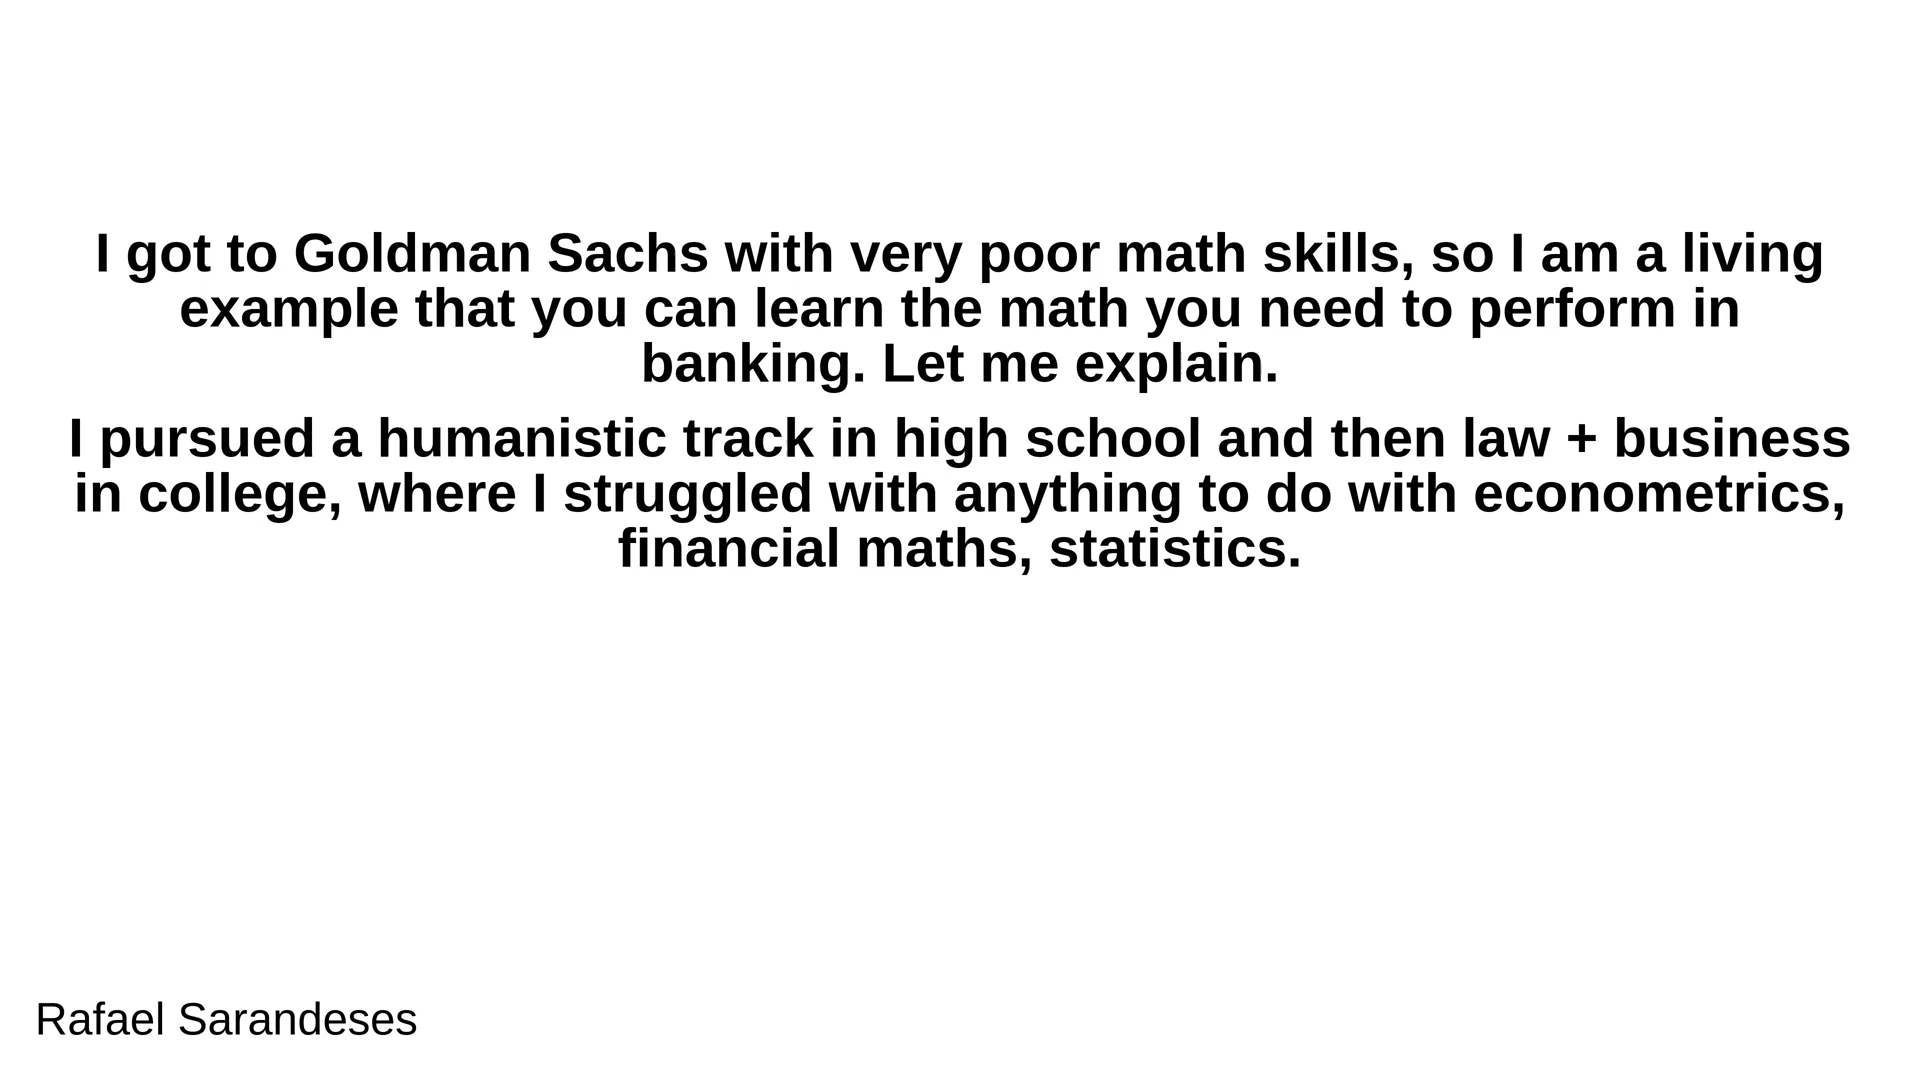 I got to Goldman Sachs with very poor math skills, so I am a living
example that you can learn the math you need to perform in
banking. Let me explain.
I pursued a humanistic track in high school and then law + business
in college, where I struggled with anything to do with econometrics,
financial maths, statistics.
Rafael Sarandeses